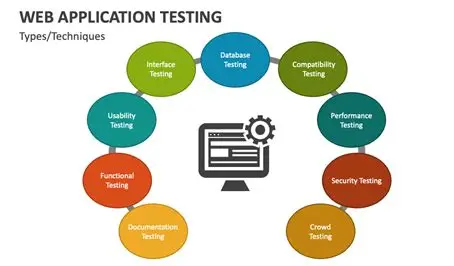 WEB APPLICATION TESTING
Types/Techniques
Database
Testing
Interface
Testing
Compatibility
Testing
Usability
Testing
Performance
Testing
Functional
Testing
Security Testing
Documentation
Testing
Crowd
Testing